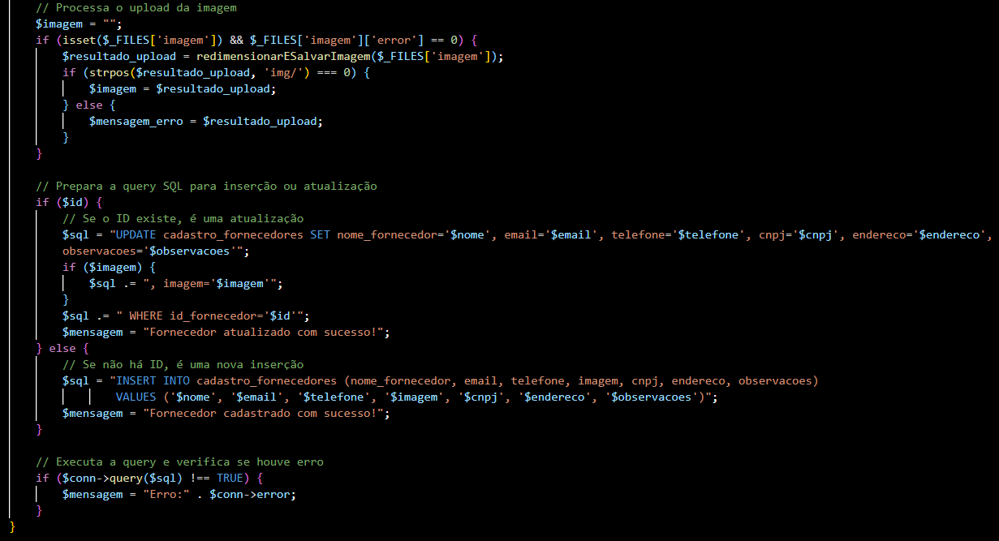 // Processa o upload da imagem
$imagem = "";
if (isset($_FILES['imagem']) && $_FILES['imagem']['error'] == 0) {
$resultado_upload = redimensionarESalvarImagem($_FILES['imagem']);
if (strpos($resultado_upload, 'img/') === 0) {
$imagem = $resultado_upload;
} else {
$mensagem_erro = $resultado_upload;
}
}
// Prepara a query SQL para inserção ou atualização
if ($id) {
// Se o ID existe, é uma atualização
$sql = "UPDATE cadastro_fornecedores SET nome_fornecedor='$nome', email='$email', telefone='$telefone', cnpj='$cnpj', endereco='$endereco',
observacoes='$observacoes'";
if ($imagem) {
$sql .= ", imagem='$imagem'";
}
$sql .= " WHERE id_fornecedor='$id'";
$mensagem = "Fornecedor atualizado com sucesso!";
} else {
// Se não há ID, é uma nova inserção
$sql = "INSERT INTO cadastro_fornecedores (nome_fornecedor, email, telefone, imagem, cnpj, endereco, observacoes)
VALUES ('$nome', '$email', '$telefone', '$imagem', '$cnpj', '$endereco', '$observacoes')";
$mensagem = "Fornecedor cadastrado com sucesso!";
}
// Executa a query e verifica se houve erro
if ($conn->query($sql) !== TRUE) {
$mensagem = "Erro:" . $conn->error;
}
}